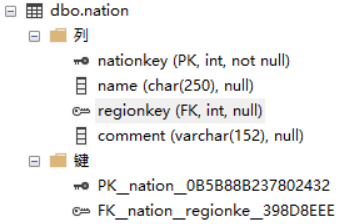 dbo.nation
列
nationkey (PK, int, not null)
name (char(250), null)
regionkey (FK, int, null)
comment (varchar(152), null)
键
PK__nation__0B5B88B237802432
FK__nation__regionke__398D8EEE